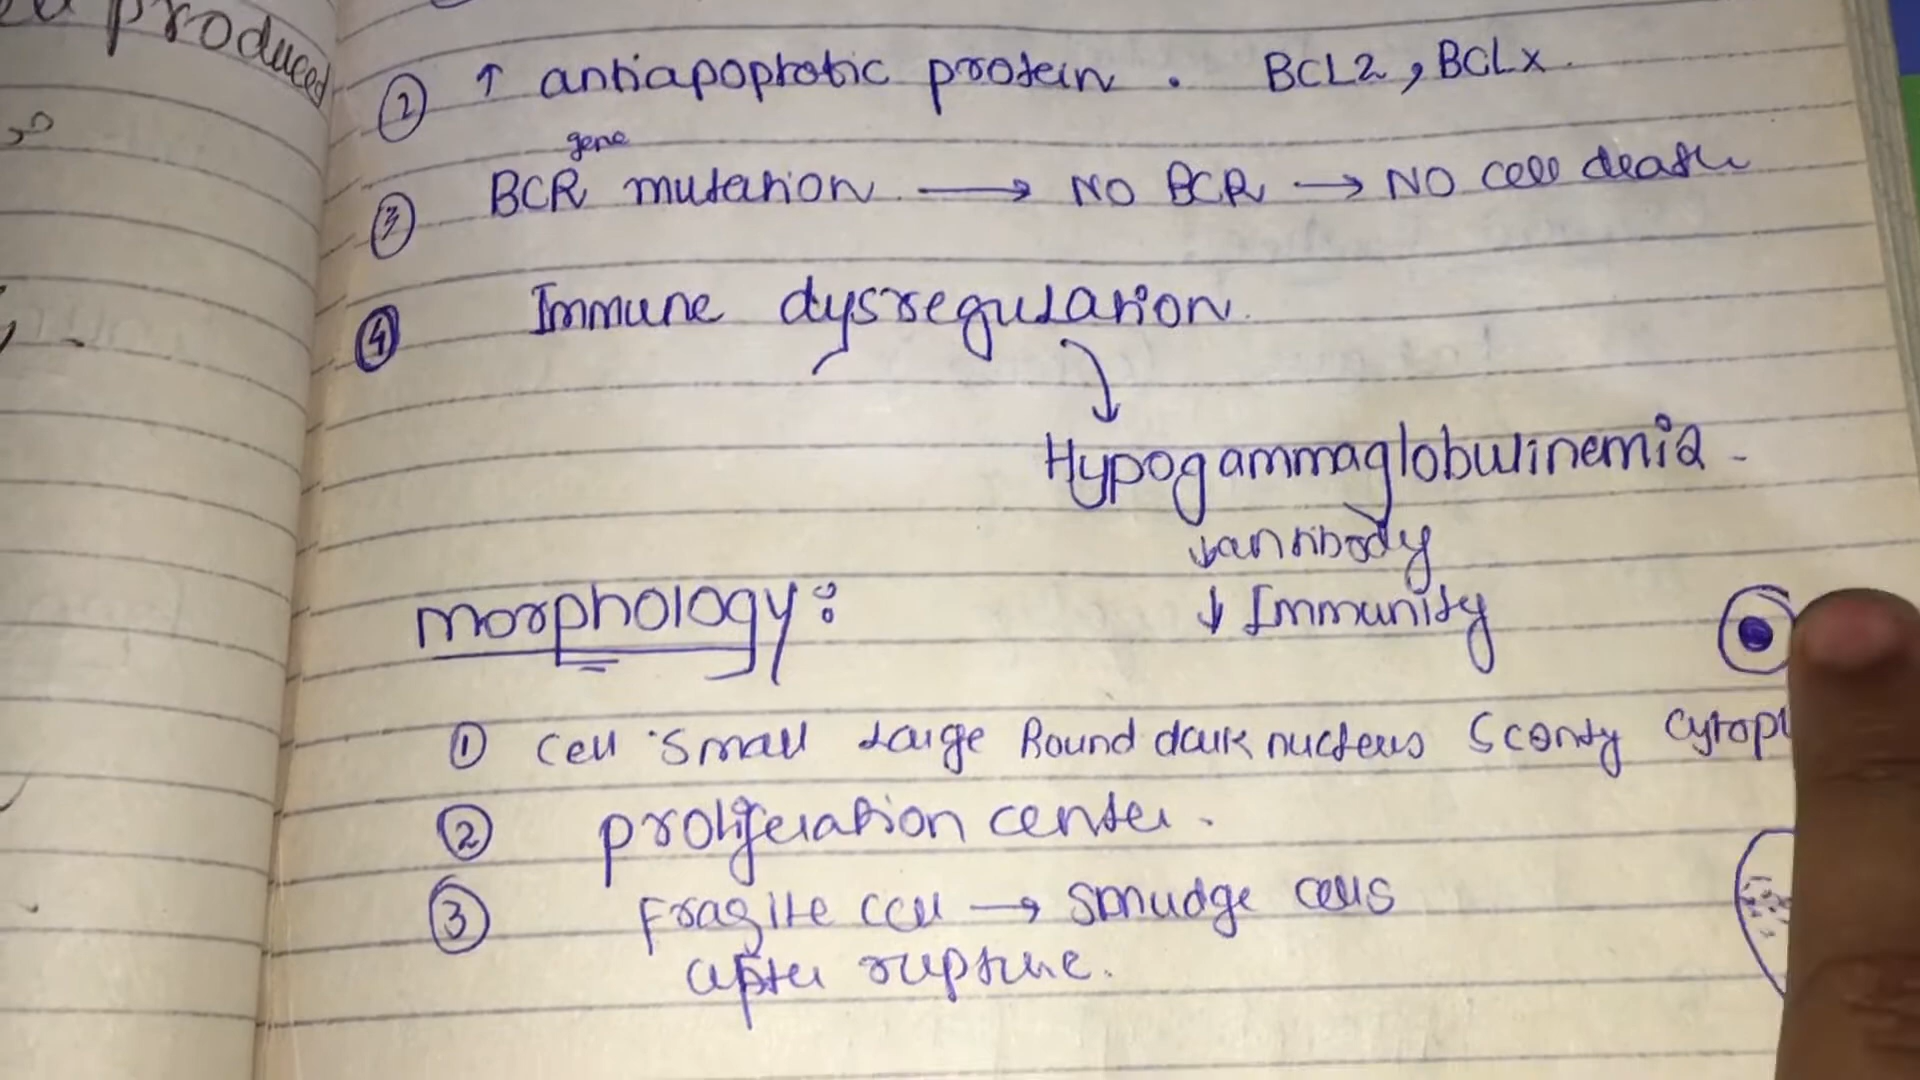 produced
② ↑ antiapoptotic protein . BCL2, BCLX.
gene
③ BCR mutation → NO BCR → NO cell death
④ Immune dysregulation.
Hypogammaglobulinemia -
↓antibody
↓ Immunity
morphology:
① Cell Small Large Round dark nucleus Scanty Cytopl
② proliferation center.
③ Fragile cell → Smudge cells
after rupture.